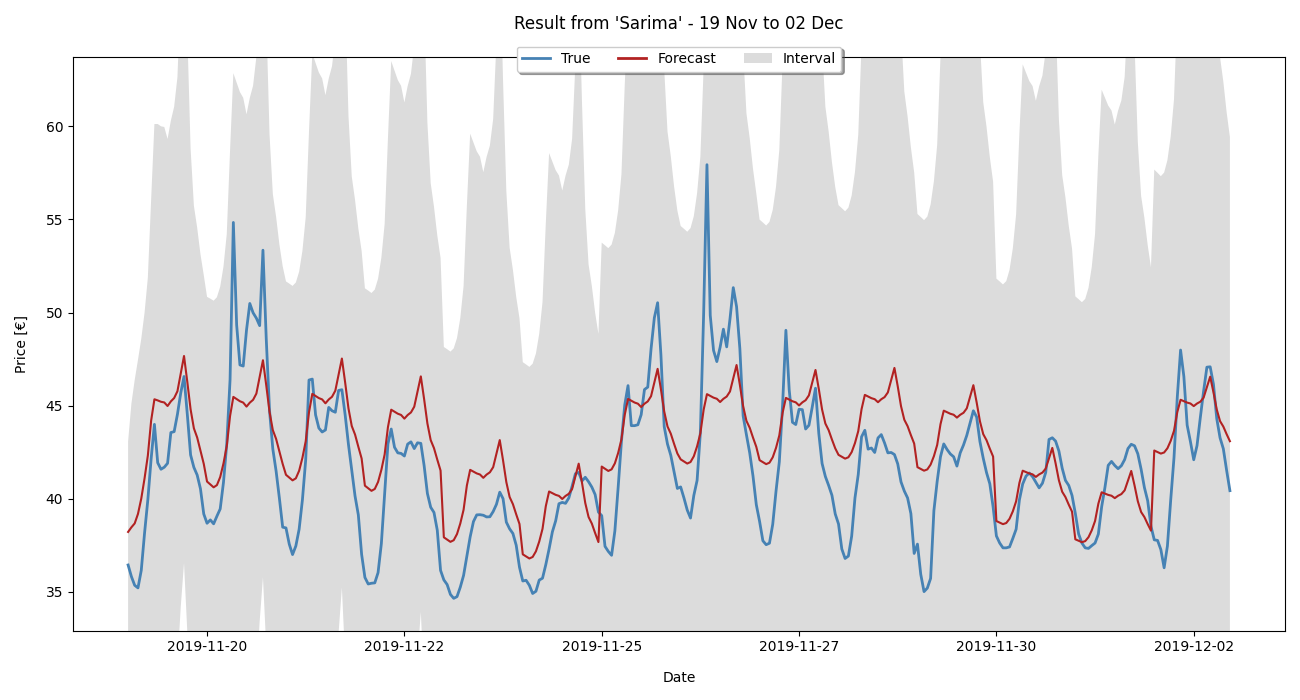 Result from 'Sarima' - 19 Nov to 02 Dec
True Forecast Interval
Price [€]
60
55
50
45
40
35
2019-11-20 2019-11-22 2019-11-25 2019-11-27 2019-11-30 2019-12-02
Date